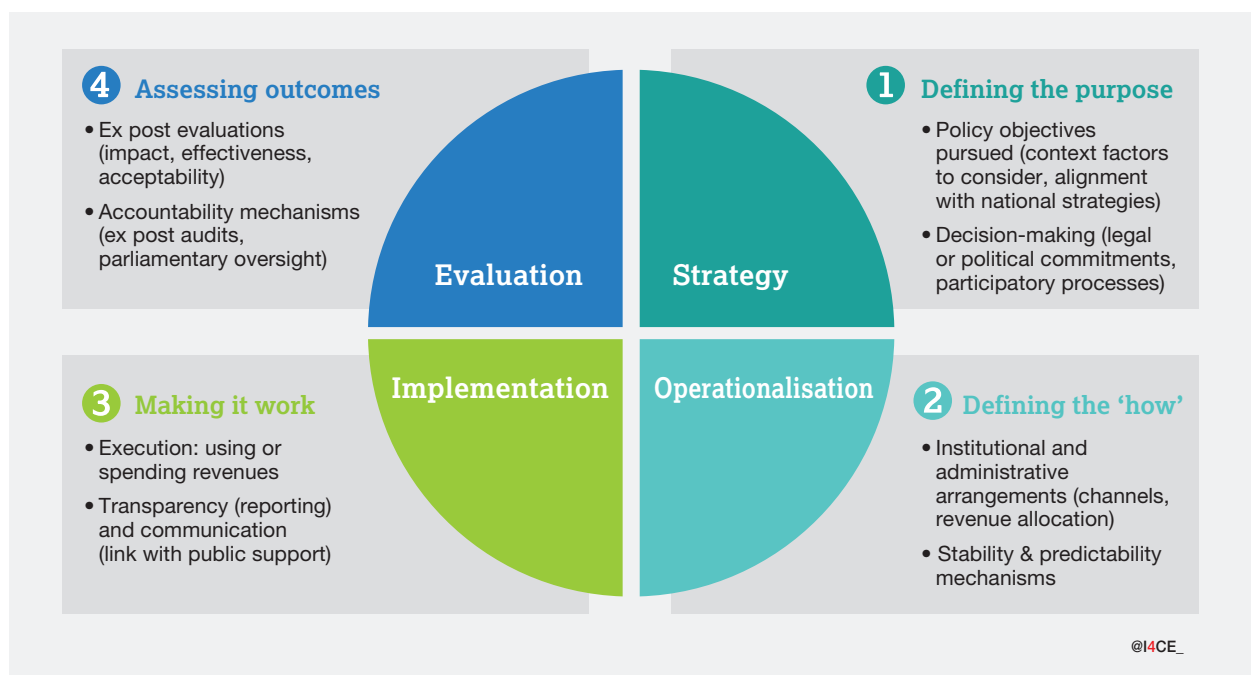 1 Defining the purpose
• Policy objectives
pursued (context factors
to consider, alignment
with national strategies)
• Decision-making (legal
or political commitments,
participatory processes)
Strategy
2 Defining the ‘how’
• Institutional and
administrative
arrangements (channels,
revenue allocation)
• Stability & predictability
mechanisms
Operationalisation
3 Making it work
• Execution: using or
spending revenues
• Transparency (reporting)
and communication
(link with public support)
Implementation
4 Assessing outcomes
• Ex post evaluations
(impact, effectiveness,
acceptability)
• Accountability mechanisms
(ex post audits,
parliamentary oversight)
Evaluation
@I4CE_